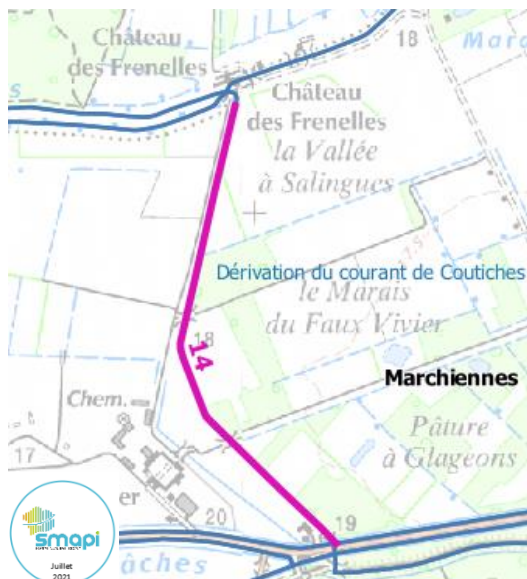 18
Mara
Château
des Frenelles
s
Château
des Frenelles
la Vallée
à Salingues
Dérivation du courant de Coutiches
le Marais
du Faux Vivier
18
14
Marchiennes
Chem.
Pâture
à Glageons
17
er
20
19
smapi
Juillet
2021
âches